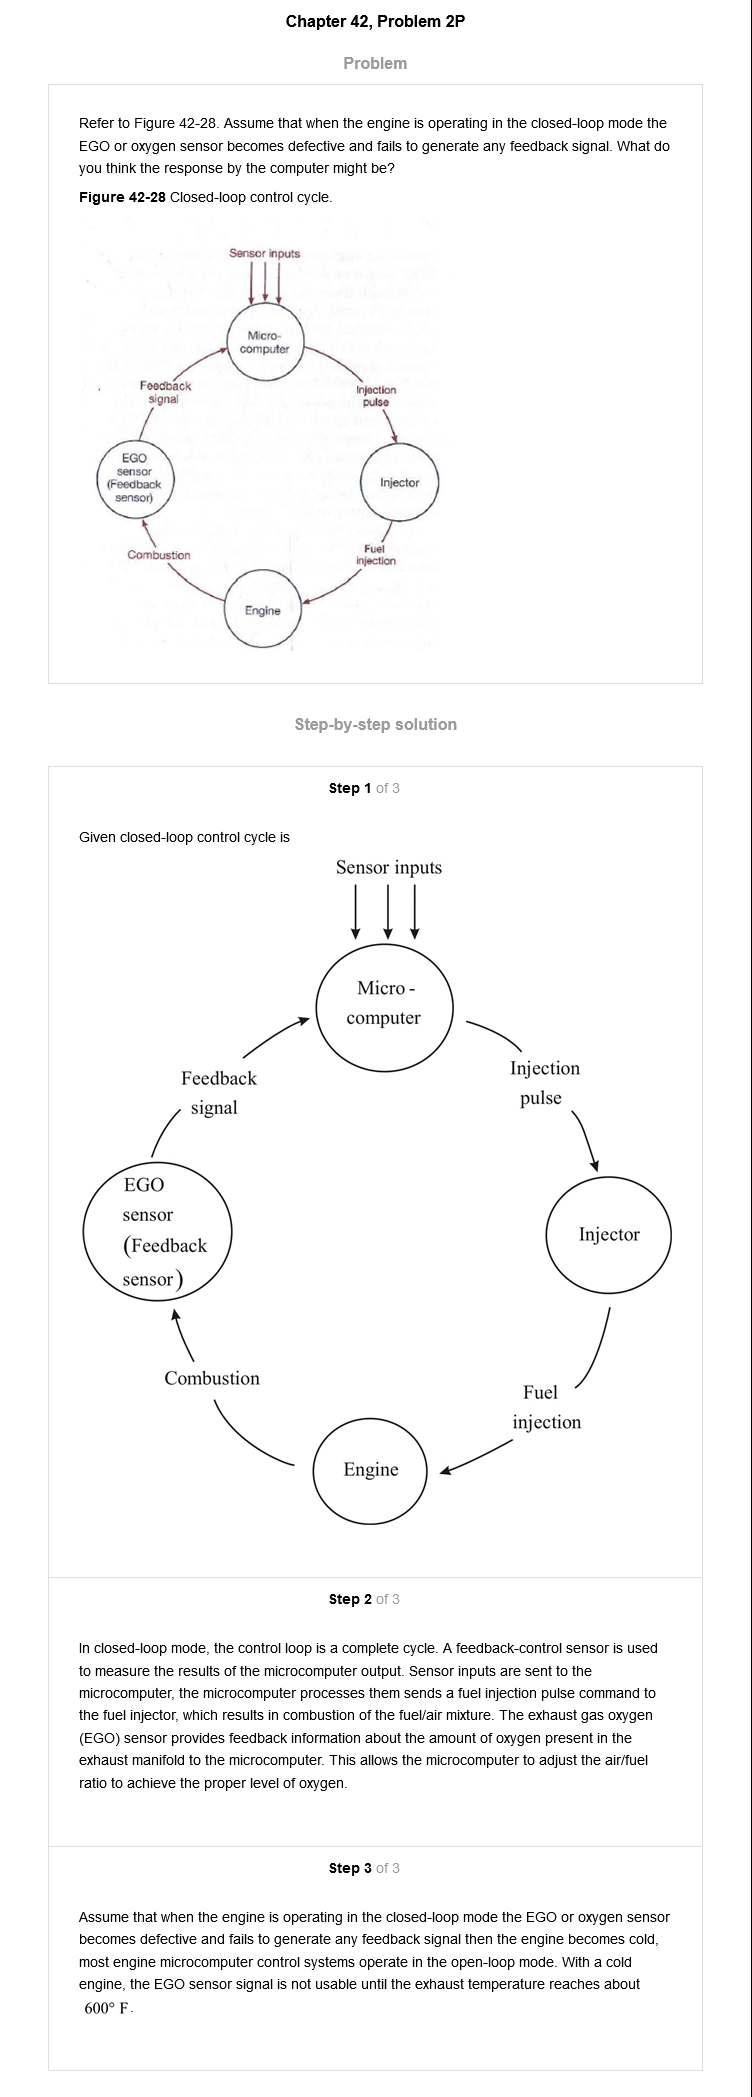 Chapter 42, Problem 2P
Problem
Refer to Figure 42-28. Assume that when the engine is operating in the closed-loop mode the
EGO or oxygen sensor becomes defective and fails to generate any feedback signal. What do
you think the response by the computer might be?
Figure 42-28 Closed-loop control cycle.
Sensor inputs
Micro-
computer
Feedback
signal
Injection
pulse
EGO
sensor
(Feedback
sensor)
Injector
Combustion
Fuel
injection
Engine
Step-by-step solution
Step 1 of 3
Given closed-loop control cycle is
Sensor inputs
Micro -
computer
Injection
pulse
Feedback
signal
EGO
sensor
(Feedback
sensor)
Injector
Combustion
Fuel
injection
Engine
Step 2 of 3
In closed-loop mode, the control loop is a complete cycle. A feedback-control sensor is used
to measure the results of the microcomputer output. Sensor inputs are sent to the
microcomputer, the microcomputer processes them sends a fuel injection pulse command to
the fuel injector, which results in combustion of the fuel/air mixture. The exhaust gas oxygen
(EGO) sensor provides feedback information about the amount of oxygen present in the
exhaust manifold to the microcomputer. This allows the microcomputer to adjust the air/fuel
ratio to achieve the proper level of oxygen.
Step 3 of 3
Assume that when the engine is operating in the closed-loop mode the EGO or oxygen sensor
becomes defective and fails to generate any feedback signal then the engine becomes cold,
most engine microcomputer control systems operate in the open-loop mode. With a cold
engine, the EGO sensor signal is not usable until the exhaust temperature reaches about
600° F.